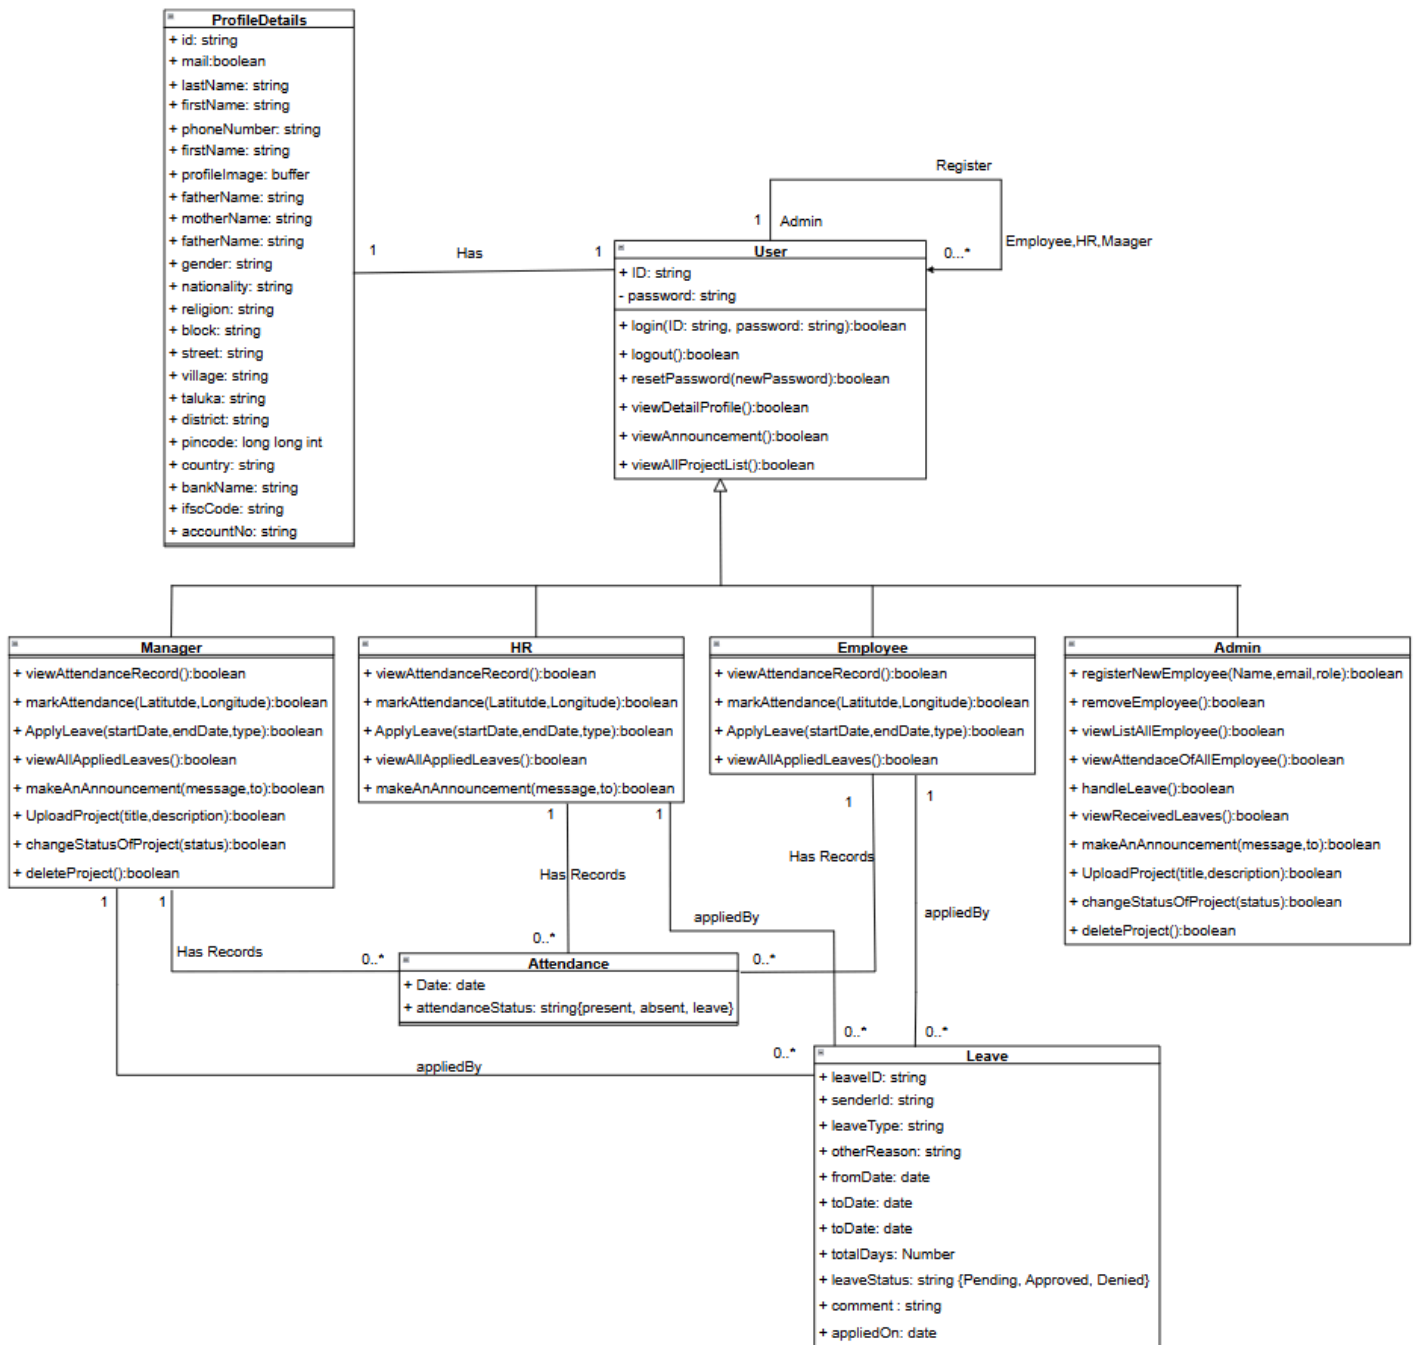 ProfileDetails
+ id: string
+ mail:boolean
+ lastName: string
+ firstName: string
+ phoneNumber: string
+ firstName: string
+ profileImage: buffer
+ fatherName: string
+ motherName: string
+ fatherName: string
+ gender: string
+ nationality: string
+ religion: string
+ block: string
+ street: string
+ village: string
+ taluka: string
+ district: string
+ pincode: long long int
+ country: string
+ bankName: string
+ ifscCode: string
+ accountNo: string
1
Has
1
Register
1
Admin
Employee,HR,Maager
0...*
User
+ ID: string
- password: string
+ login(ID: string, password: string):boolean
+ logout():boolean
+ resetPassword(newPassword):boolean
+ viewDetailProfile():boolean
+ viewAnnouncement():boolean
+ viewAllProjectList():boolean
Manager
+ viewAttendanceRecord():boolean
+ markAttendance(Latitutde,Longitude):boolean
+ ApplyLeave(startDate,endDate,type):boolean
+ viewAllAppliedLeaves():boolean
+ makeAnAnnouncement(message,to):boolean
+ UploadProject(title,description):boolean
+ changeStatusOfProject(status):boolean
+ deleteProject():boolean
HR
+ viewAttendanceRecord():boolean
+ markAttendance(Latitutde,Longitude):boolean
+ ApplyLeave(startDate,endDate,type):boolean
+ viewAllAppliedLeaves():boolean
+ makeAnAnnouncement(message,to):boolean
Employee
+ viewAttendanceRecord():boolean
+ markAttendance(Latitutde,Longitude):boolean
+ ApplyLeave(startDate,endDate,type):boolean
+ viewAllAppliedLeaves():boolean
Admin
+ registerNewEmployee(Name,email,role):boolean
+ removeEmployee():boolean
+ viewListAllEmployee():boolean
+ viewAttendaceOfAllEmployee():boolean
+ handleLeave():boolean
+ viewReceivedLeaves():boolean
+ makeAnAnnouncement(message,to):boolean
+ UploadProject(title,description):boolean
+ changeStatusOfProject(status):boolean
+ deleteProject():boolean
1
1
1
1
1
1
Has Records
Has Records
Has Records
appliedBy
appliedBy
appliedBy
0..*
0..*
0..*
0..*
0..*
0..*
Attendance
+ Date: date
+ attendanceStatus: string{present, absent, leave}
Leave
+ leaveID: string
+ senderId: string
+ leaveType: string
+ otherReason: string
+ fromDate: date
+ toDate: date
+ toDate: date
+ totalDays: Number
+ leaveStatus: string {Pending, Approved, Denied}
+ comment : string
+ appliedOn: date